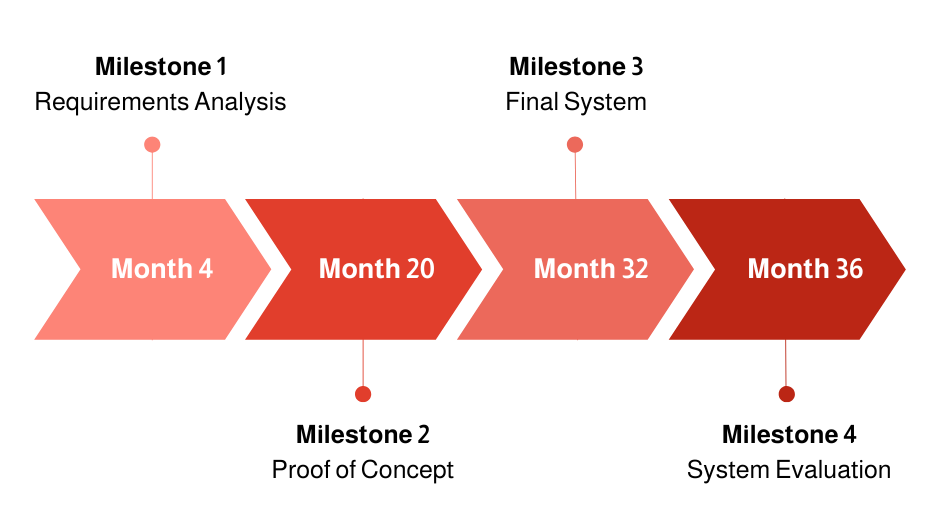 Milestone 1
Requirements Analysis
Milestone 3
Final System
Month 4
Month 20
Month 32
Month 36
Milestone 2
Proof of Concept
Milestone 4
System Evaluation